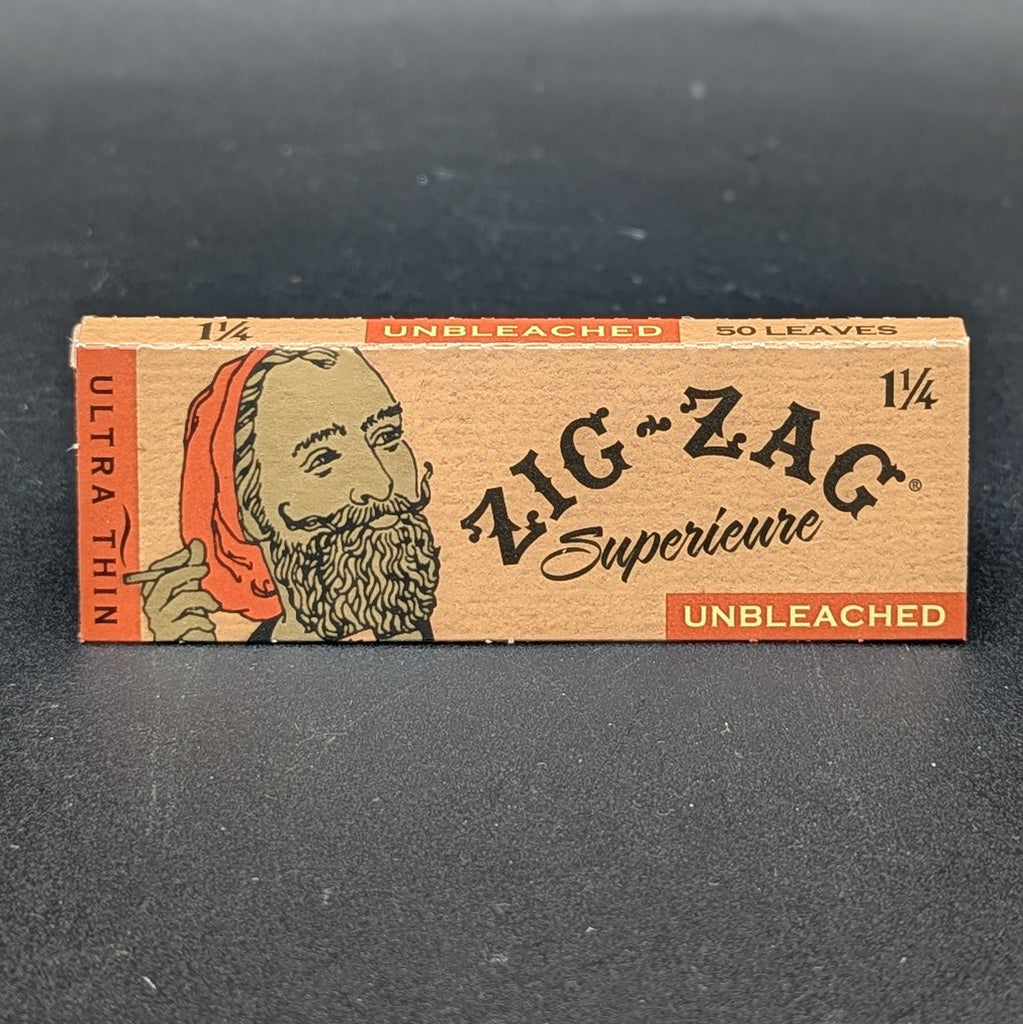 1¼ UNBLEACHED 50 LEAVES
ULTRA THIN
ZIG-ZAG®
1¼
Superieure
UNBLEACHED